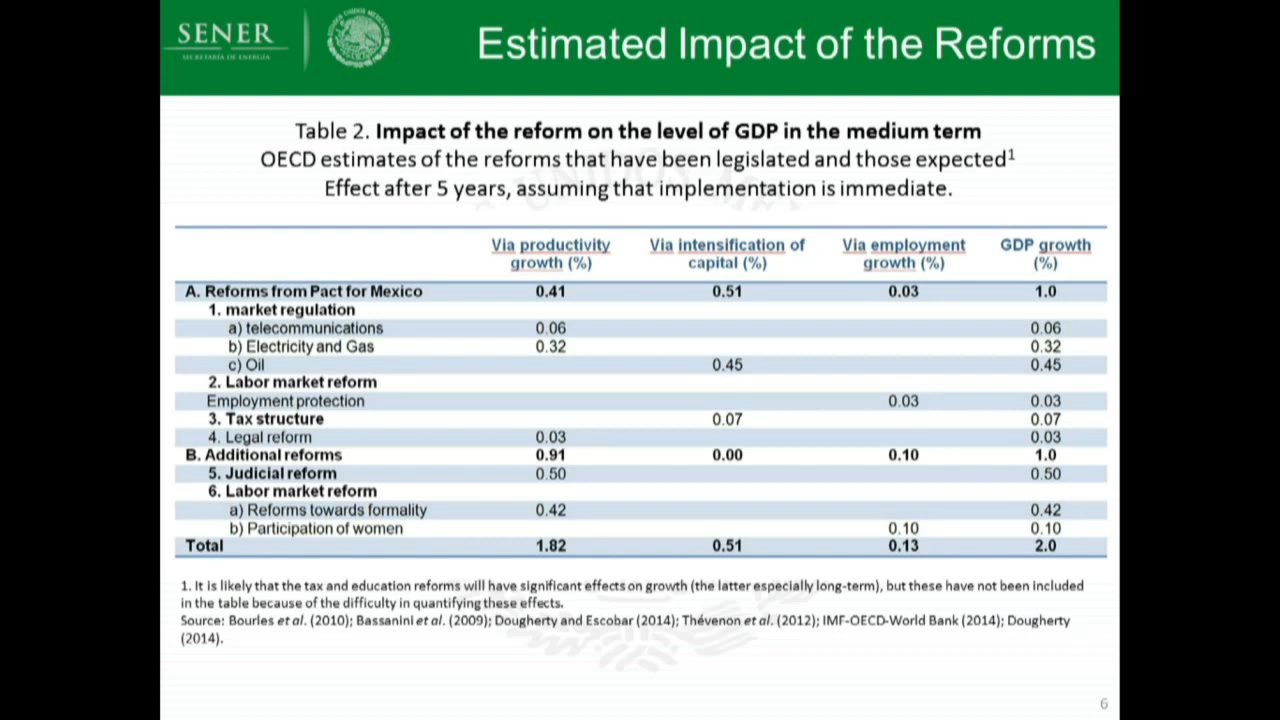 SENER
SECRETARÍA DE ENERGÍA
Estimated Impact of the Reforms
Table 2. Impact of the reform on the level of GDP in the medium term
OECD estimates of the reforms that have been legislated and those expected1
Effect after 5 years, assuming that implementation is immediate.
Via productivity growth (%) Via intensification of capital (%) Via employment growth (%) GDP growth (%)
A. Reforms from Pact for Mexico 0.41 0.51 0.03 1.0
1. market regulation
a) telecommunications 0.06 0.06
b) Electricity and Gas 0.32 0.32
c) Oil 0.45 0.45
2. Labor market reform
Employment protection 0.03 0.03
3. Tax structure 0.07 0.07
4. Legal reform 0.03 0.03
B. Additional reforms 0.91 0.00 0.10 1.0
5. Judicial reform 0.50 0.50
6. Labor market reform
a) Reforms towards formality 0.42 0.42
b) Participation of women 0.10 0.10
Total 1.82 0.51 0.13 2.0
1. It is likely that the tax and education reforms will have significant effects on growth (the latter especially long-term), but these have not been included
in the table because of the difficulty in quantifying these effects.
Source: Bourles et al. (2010); Bassanini et al. (2009); Dougherty and Escobar (2014); Thévenon et al. (2012); IMF-OECD-World Bank (2014); Dougherty
(2014).
6